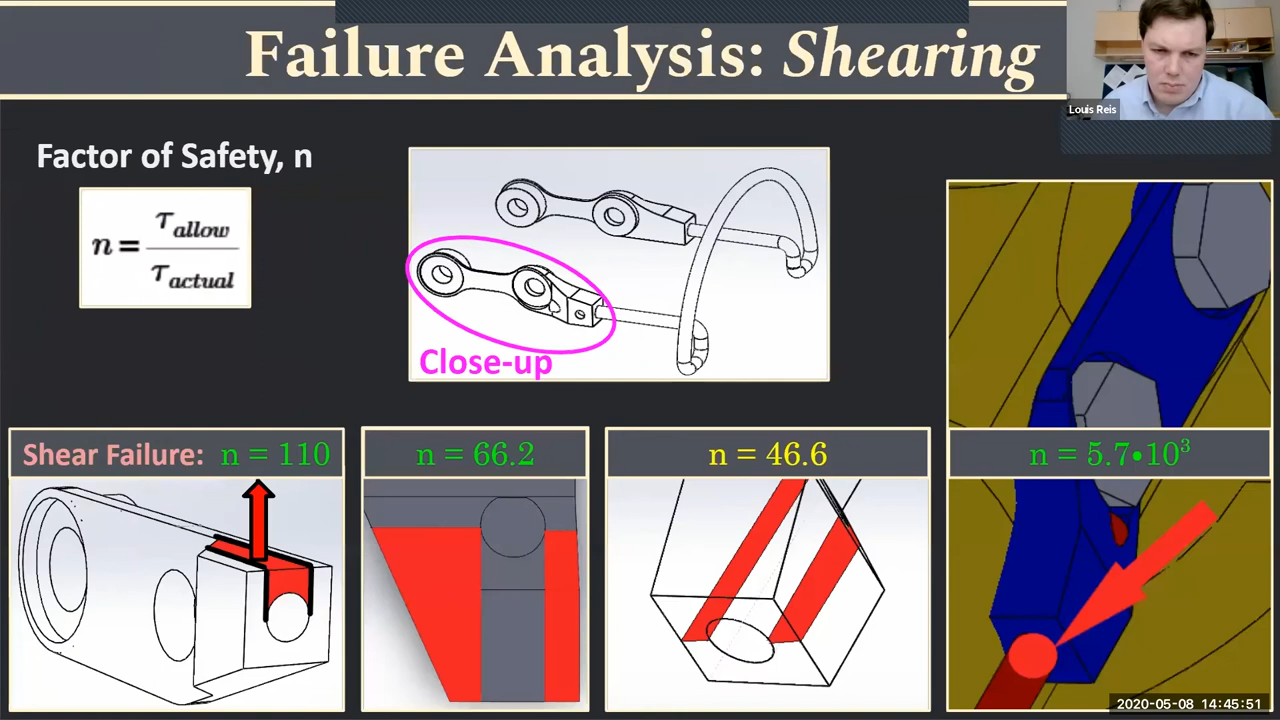 Failure Analysis: Shearing
Louis Reis
Factor of Safety, n
n = τallow / τactual
Close-up
Shear Failure: n = 110
n = 66.2
n = 46.6
n = 5.7•10³
2020-05-08 14:45:51